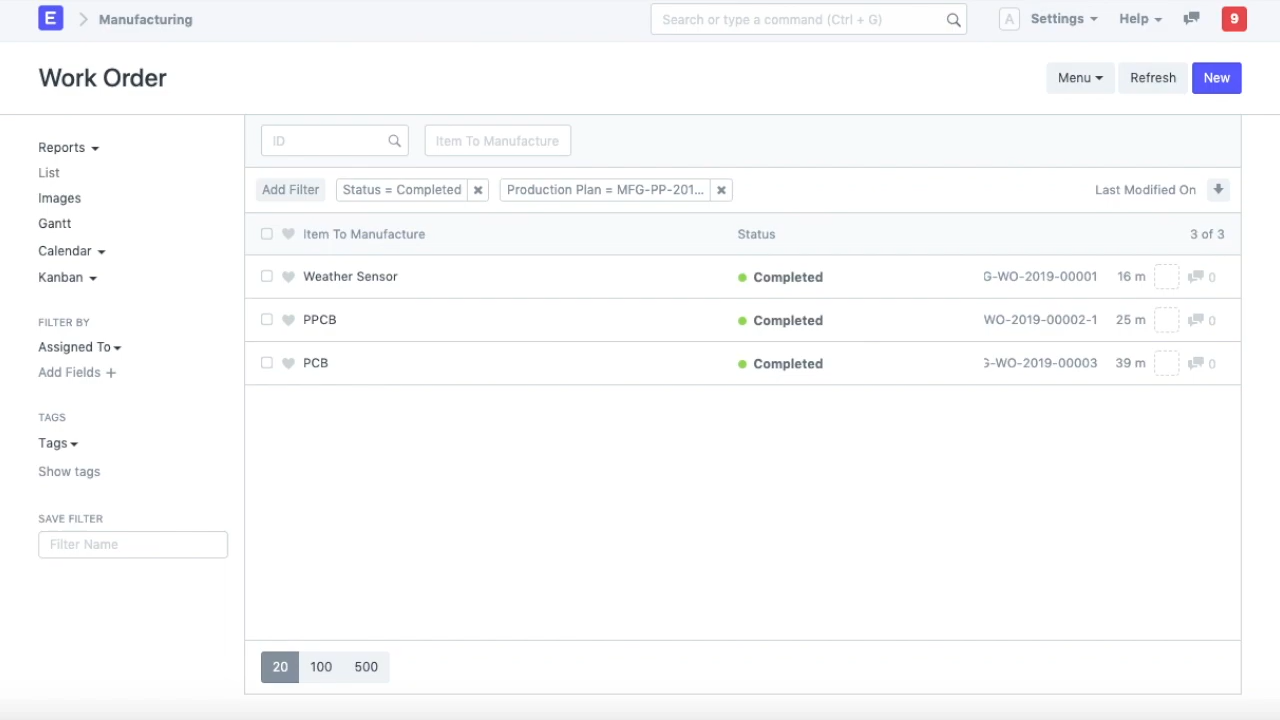 E Manufacturing Search or type a command (Ctrl + G) A Settings Help 9
Work Order Menu Refresh New
Reports
List
Images
Gantt
Calendar
Kanban
FILTER BY
Assigned To
Add Fields +
TAGS
Tags
Show tags
SAVE FILTER
Filter Name
ID Item To Manufacture
Add Filter Status = Completed Production Plan = MFG-PP-201... Last Modified On
Item To Manufacture Status 3 of 3
Weather Sensor Completed G-WO-2019-00001 16 m 0
PPCB Completed WO-2019-00002-1 25 m 0
PCB Completed G-WO-2019-00003 39 m 0
20 100 500